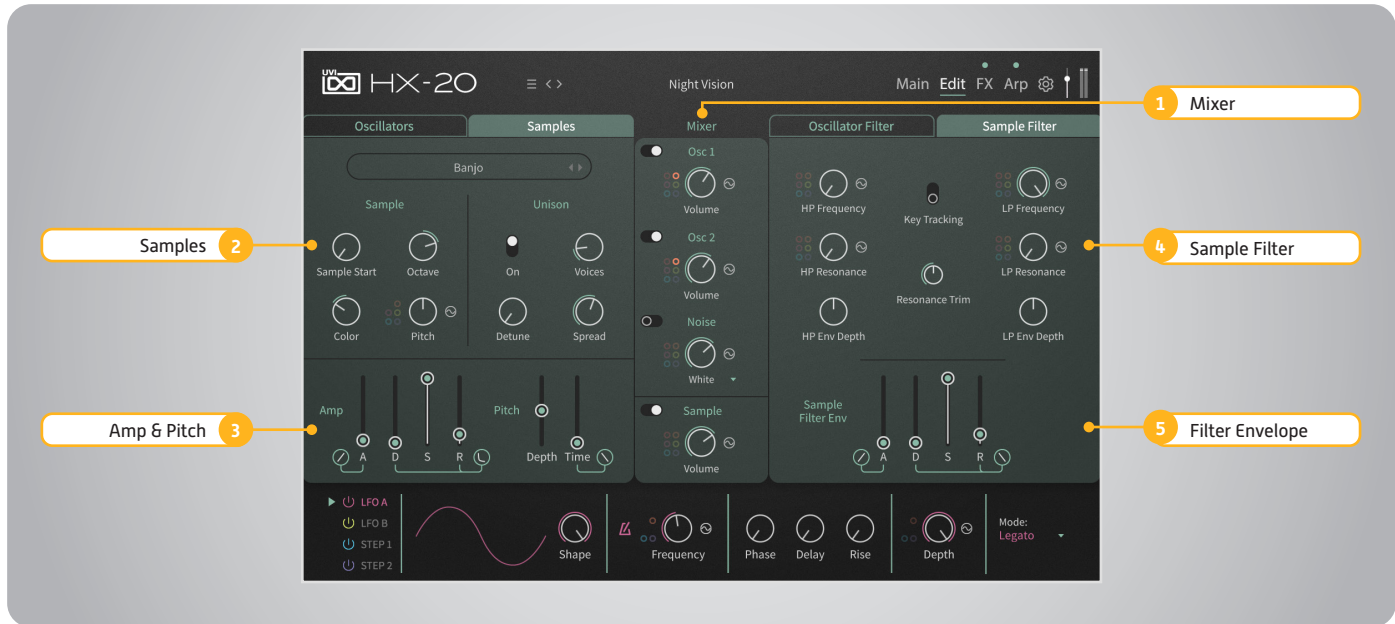 UVI HX-20
Night Vision
Main Edit FX Arp
1 Mixer
Oscillators Samples Mixer Oscillator Filter Sample Filter
Banjo
Sample Unison
Samples 2
Sample Start Octave On Voices
Color Pitch Detune Spread
Osc 1
Volume
Osc 2
Volume
Noise
White
Sample
Volume
HP Frequency Key Tracking LP Frequency
HP Resonance LP Resonance
Resonance Trim
HP Env Depth LP Env Depth
4 Sample Filter
Amp & Pitch 3
Amp
A D S R
Pitch
Depth Time
Sample
Filter Env
A D S R
5 Filter Envelope
LFO A
LFO B
STEP 1
STEP 2
Shape Frequency Phase Delay Rise Depth
Mode:
Legato